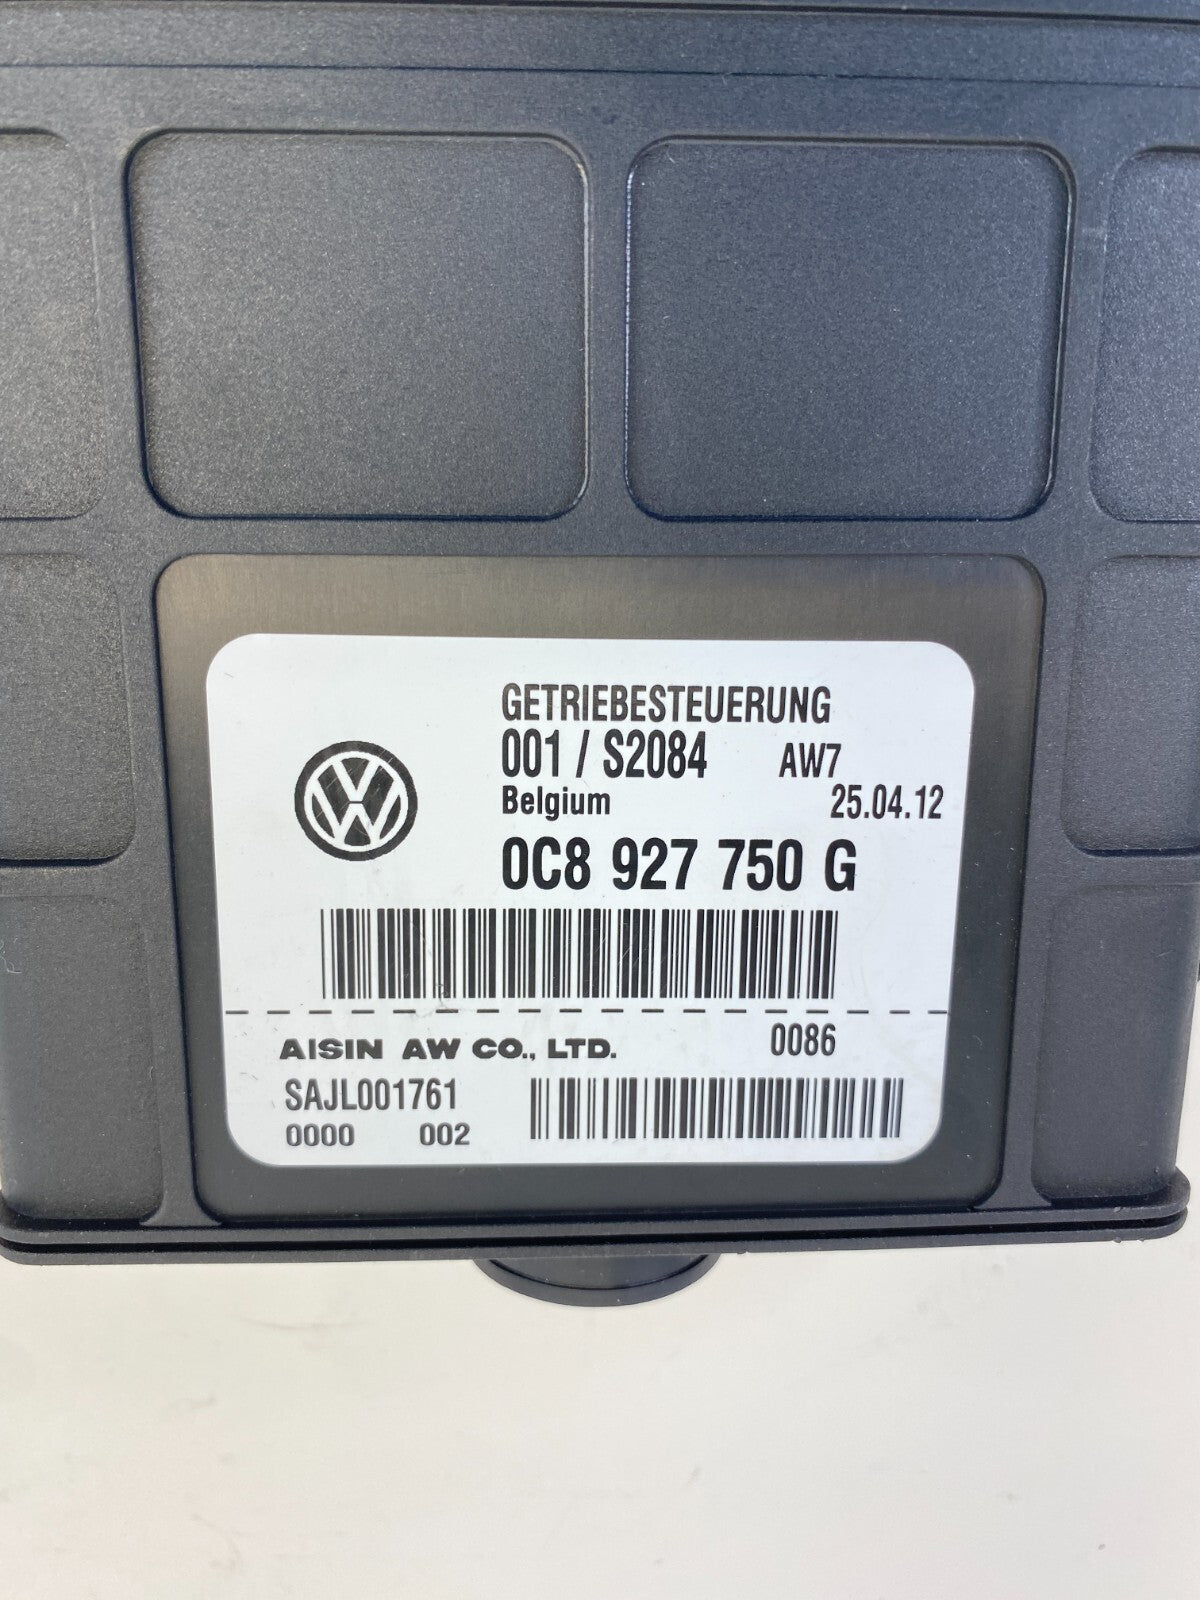 GETRIEBESTEUERUNG
001 / S2084 AW7
Belgium 25.04.12
0C8 927 750 G
AISIN AW CO., LTD. 0086
SAJL001761
0000 002